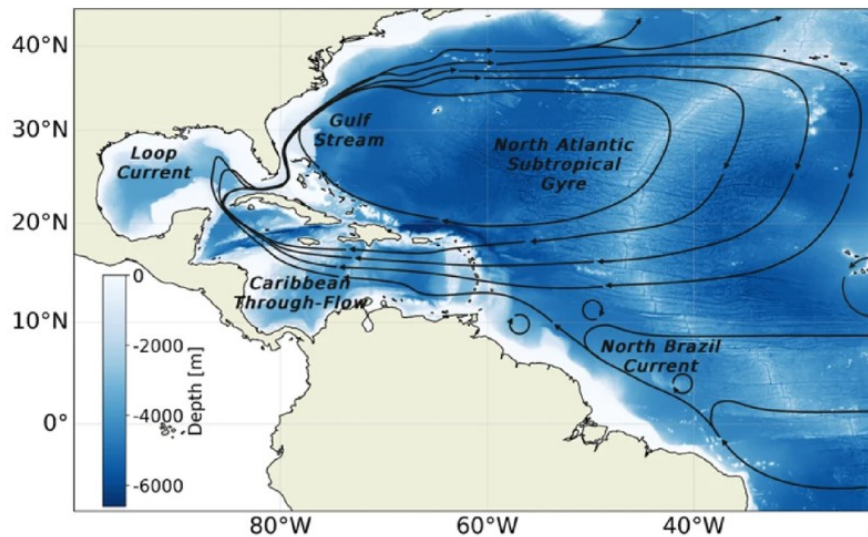 40°N
30°N
20°N
10°N
0°
80°W
60°W
40°W
Loop
Current
Gulf
Stream
North Atlantic
Subtropical
Gyre
Caribbean
Through-Flow
North Brazil
Current
0
-2000
-4000
-6000
Depth [m]